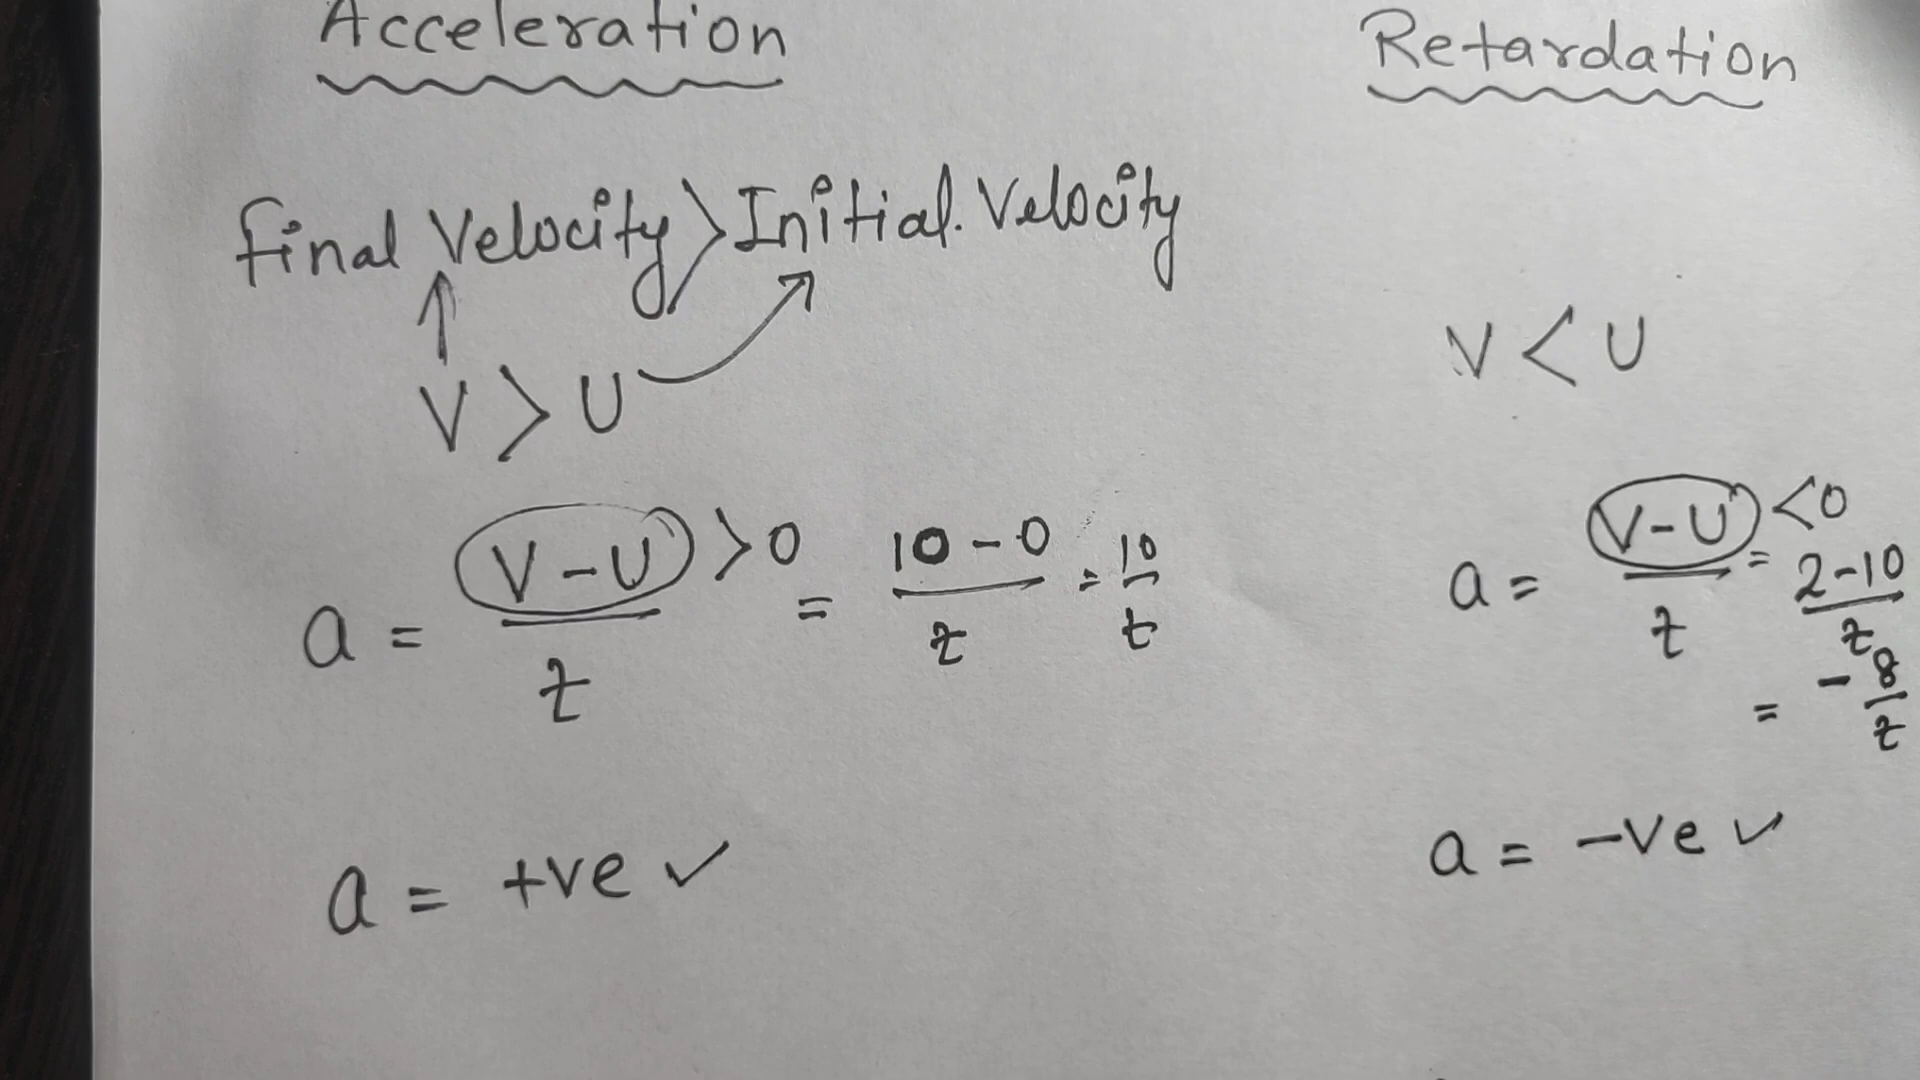 Acceleration
Final Velocity > Initial. Velocity
V > U
a = V-U > 0 / t = 10-0 / t = 10 / t
a = +ve ✓
Retardation
V < U
a = V-U < 0 / t = 2-10 / t
= - 8 / t
a = -ve ✓